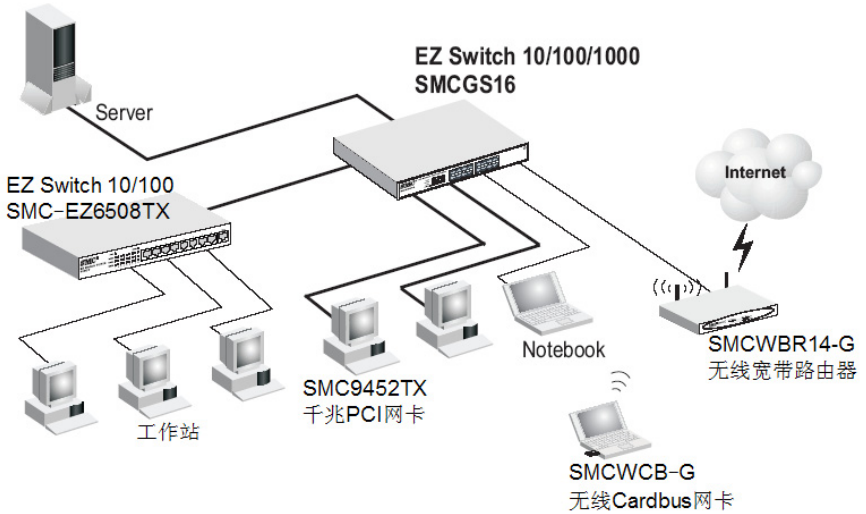 EZ Switch 10/100/1000
SMCGS16
Server
EZ Switch 10/100
SMC-EZ6508TX
Internet
SMC9452TX
千兆PCI网卡
工作站
Notebook
SMCWBR14-G
无线宽带路由器
SMCWCB-G
无线Cardbus网卡